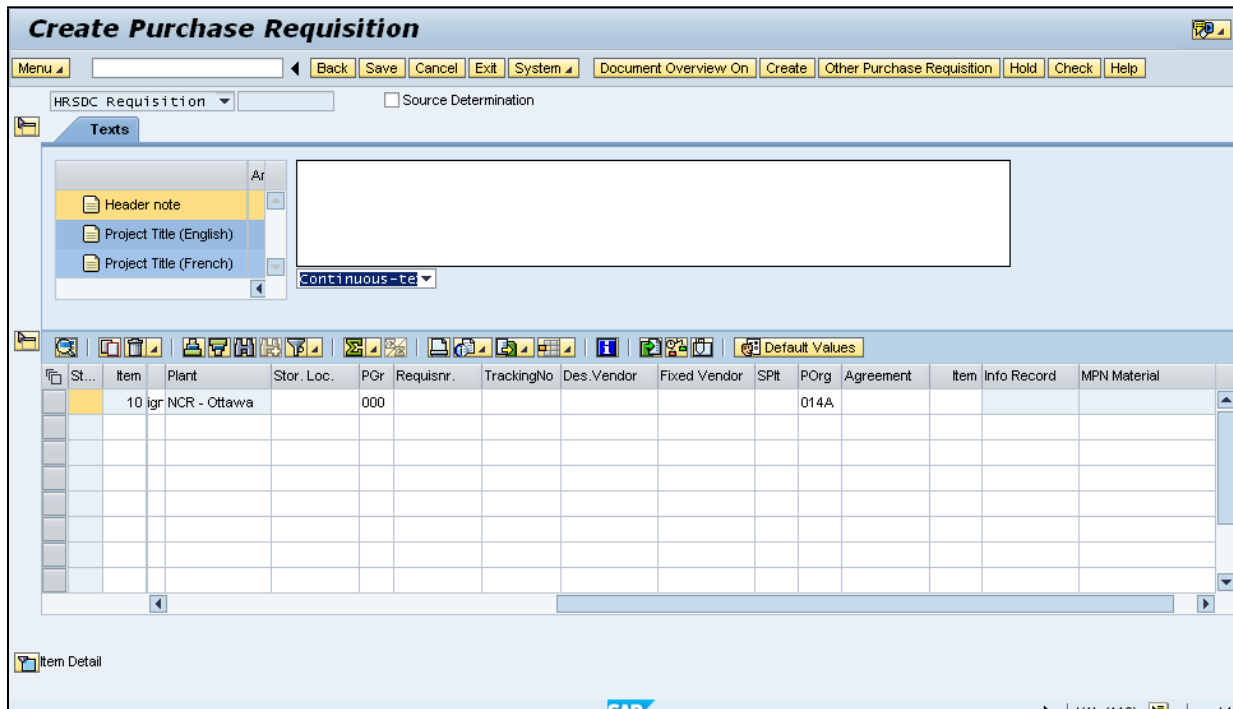 Create Purchase Requisition
Menu Back Save Cancel Exit System Document Overview On Create Other Purchase Requisition Hold Check Help
HRSDC Requisition Source Determination
Texts
Ar
Header note
Project Title (English)
Project Title (French)
Continuous-te
Default Values
St... Item Plant Stor. Loc. PGr Requisnr. TrackingNo Des.Vendor Fixed Vendor SPlt POrg Agreement Item Info Record MPN Material
10 igr NCR - Ottawa 000 014A
Item Detail
SAP